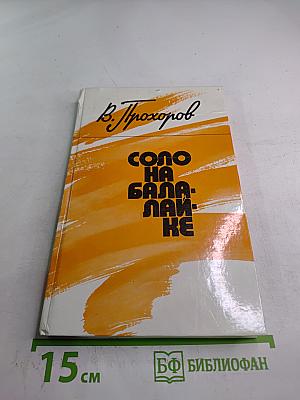 В. Прохоров
СОЛО
НА
БАЛА-
ЛАЙ-
КЕ
15 см
БФ БИБЛИОФАН